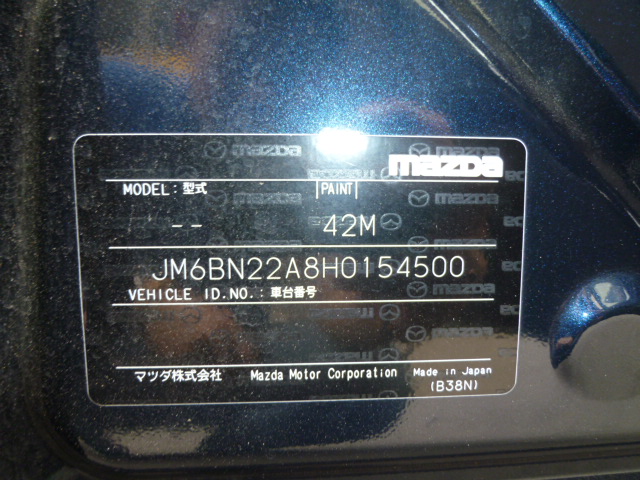 mazda
MODEL: 型式 PAINT
-- 42M
JM6BN22A8H0154500
VEHICLE ID.NO.: 車台番号
マツダ株式会社 Mazda Motor Corporation Made in Japan
(B38N)